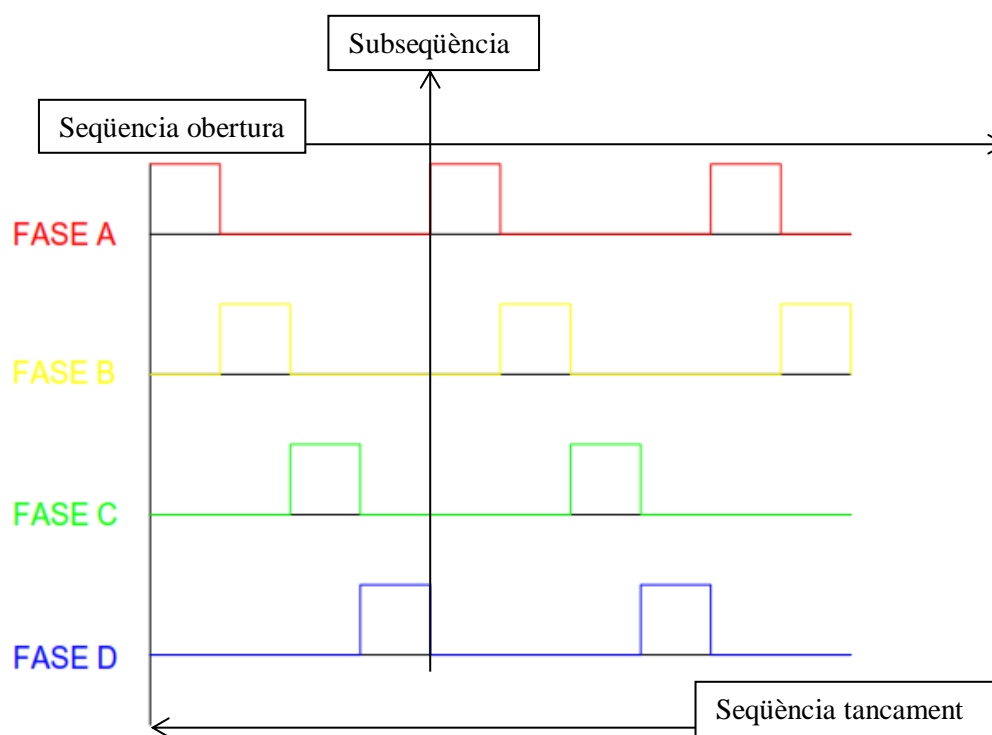 Subseqüència
Seqüencia obertura
FASE A
FASE B
FASE C
FASE D
Seqüència tancament